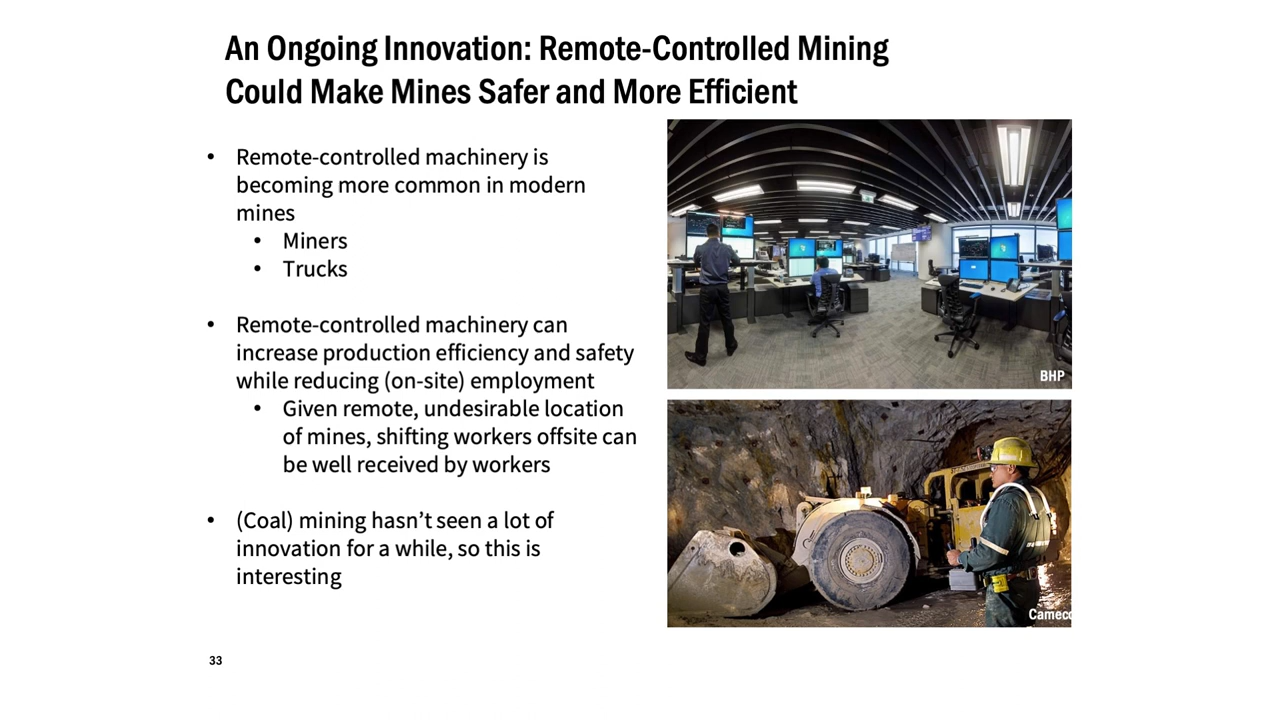 An Ongoing Innovation: Remote-Controlled Mining
Could Make Mines Safer and More Efficient
• Remote-controlled machinery is
becoming more common in modern
mines
• Miners
• Trucks
• Remote-controlled machinery can
increase production efficiency and safety
while reducing (on-site) employment
• Given remote, undesirable location
of mines, shifting workers offsite can
be well received by workers
• (Coal) mining hasn’t seen a lot of
innovation for a while, so this is
interesting
BHP
Cameco
33